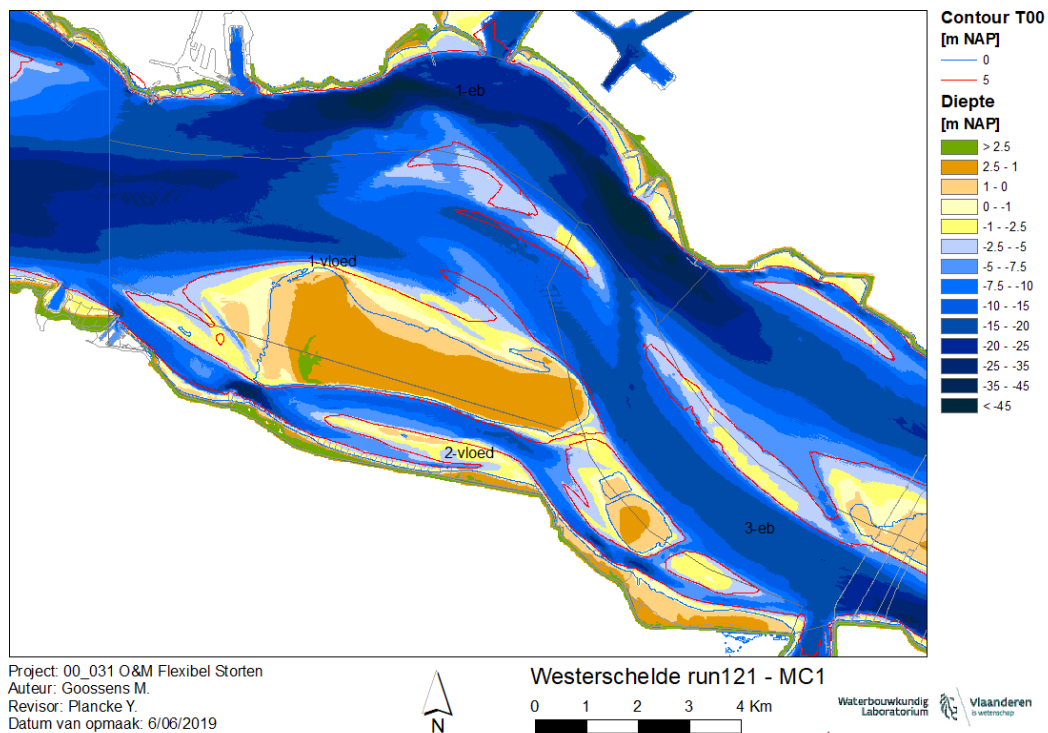 Contour T00
[m NAP]
0
5
Diepte
[m NAP]
> 2.5
2.5 - 1
1 - 0
0 - -1
-1 - -2.5
-2.5 - -5
-5 - -7.5
-7.5 - -10
-10 - -15
-15 - -20
-20 - -25
-25 - -35
-35 - -45
< -45
1-eb
1-vloed
2-vloed
3-eb
Project: 00_031 O&M Flexibel Storten
Auteur: Goossens M.
Revisor: Plancke Y.
Datum van opmaak: 6/06/2019
N
Westerschelde run121 - MC1
0 1 2 3 4 Km
Waterbouwkundig
Laboratorium
Vlaanderen
is wetenschap